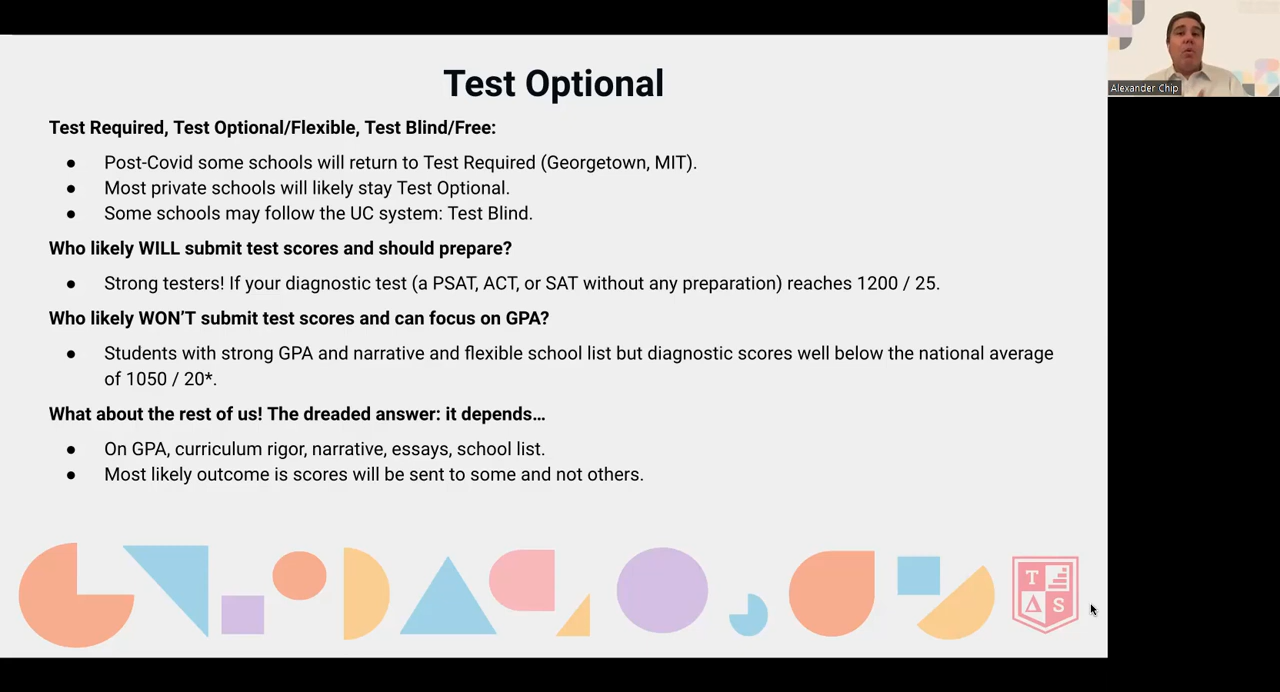 Test Optional
Test Required, Test Optional/Flexible, Test Blind/Free:
● Post-Covid some schools will return to Test Required (Georgetown, MIT).
● Most private schools will likely stay Test Optional.
● Some schools may follow the UC system: Test Blind.
Who likely WILL submit test scores and should prepare?
● Strong testers! If your diagnostic test (a PSAT, ACT, or SAT without any preparation) reaches 1200 / 25.
Who likely WON’T submit test scores and can focus on GPA?
● Students with strong GPA and narrative and flexible school list but diagnostic scores well below the national average
of 1050 / 20*.
What about the rest of us! The dreaded answer: it depends…
● On GPA, curriculum rigor, narrative, essays, school list.
● Most likely outcome is scores will be sent to some and not others.
T
Δ S
Alexander Chip